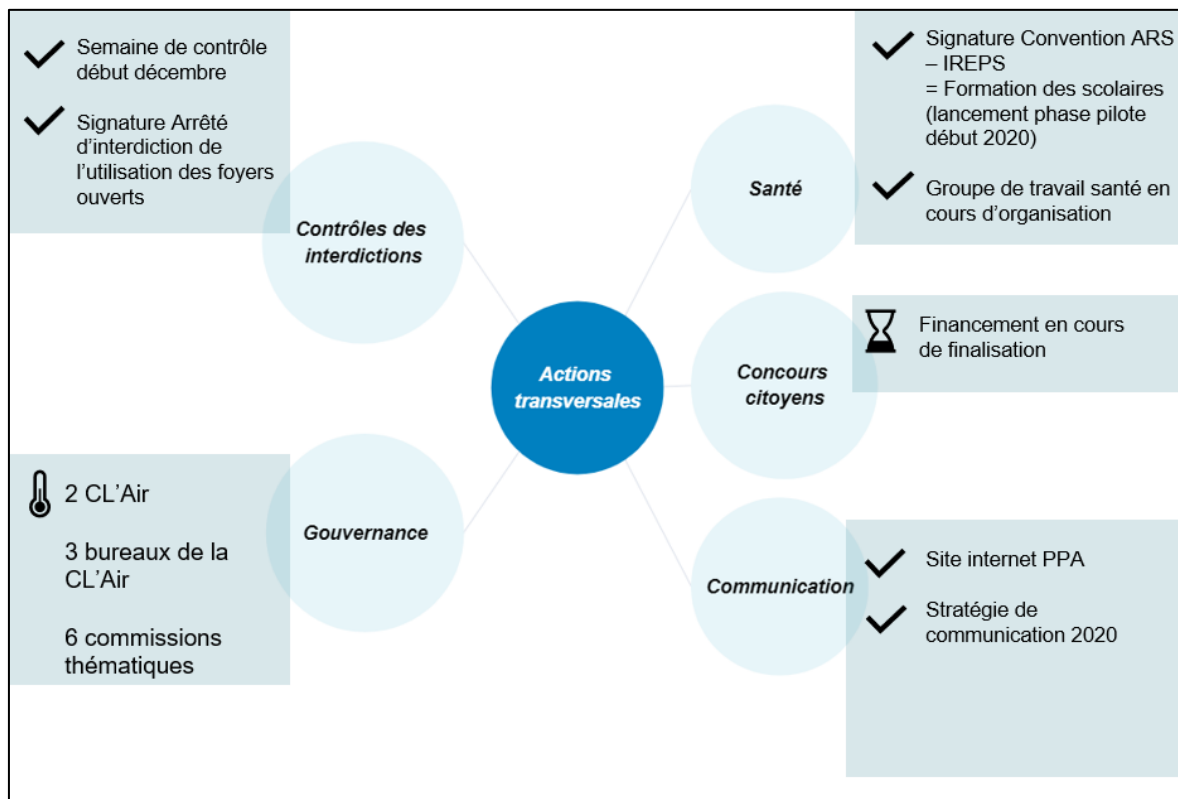 Semaine de contrôle
début décembre
Signature Arrêté
d'interdiction de
l'utilisation des foyers
ouverts
Contrôles des
interdictions
Signature Convention ARS
– IREPS
= Formation des scolaires
(lancement phase pilote
début 2020)
Groupe de travail santé en
cours d'organisation
Santé
Actions
transversales
Concours
citoyens
Financement en cours
de finalisation
2 CL'Air
3 bureaux de la
CL'Air
6 commissions
thématiques
Gouvernance
Communication
Site internet PPA
Stratégie de
communication 2020